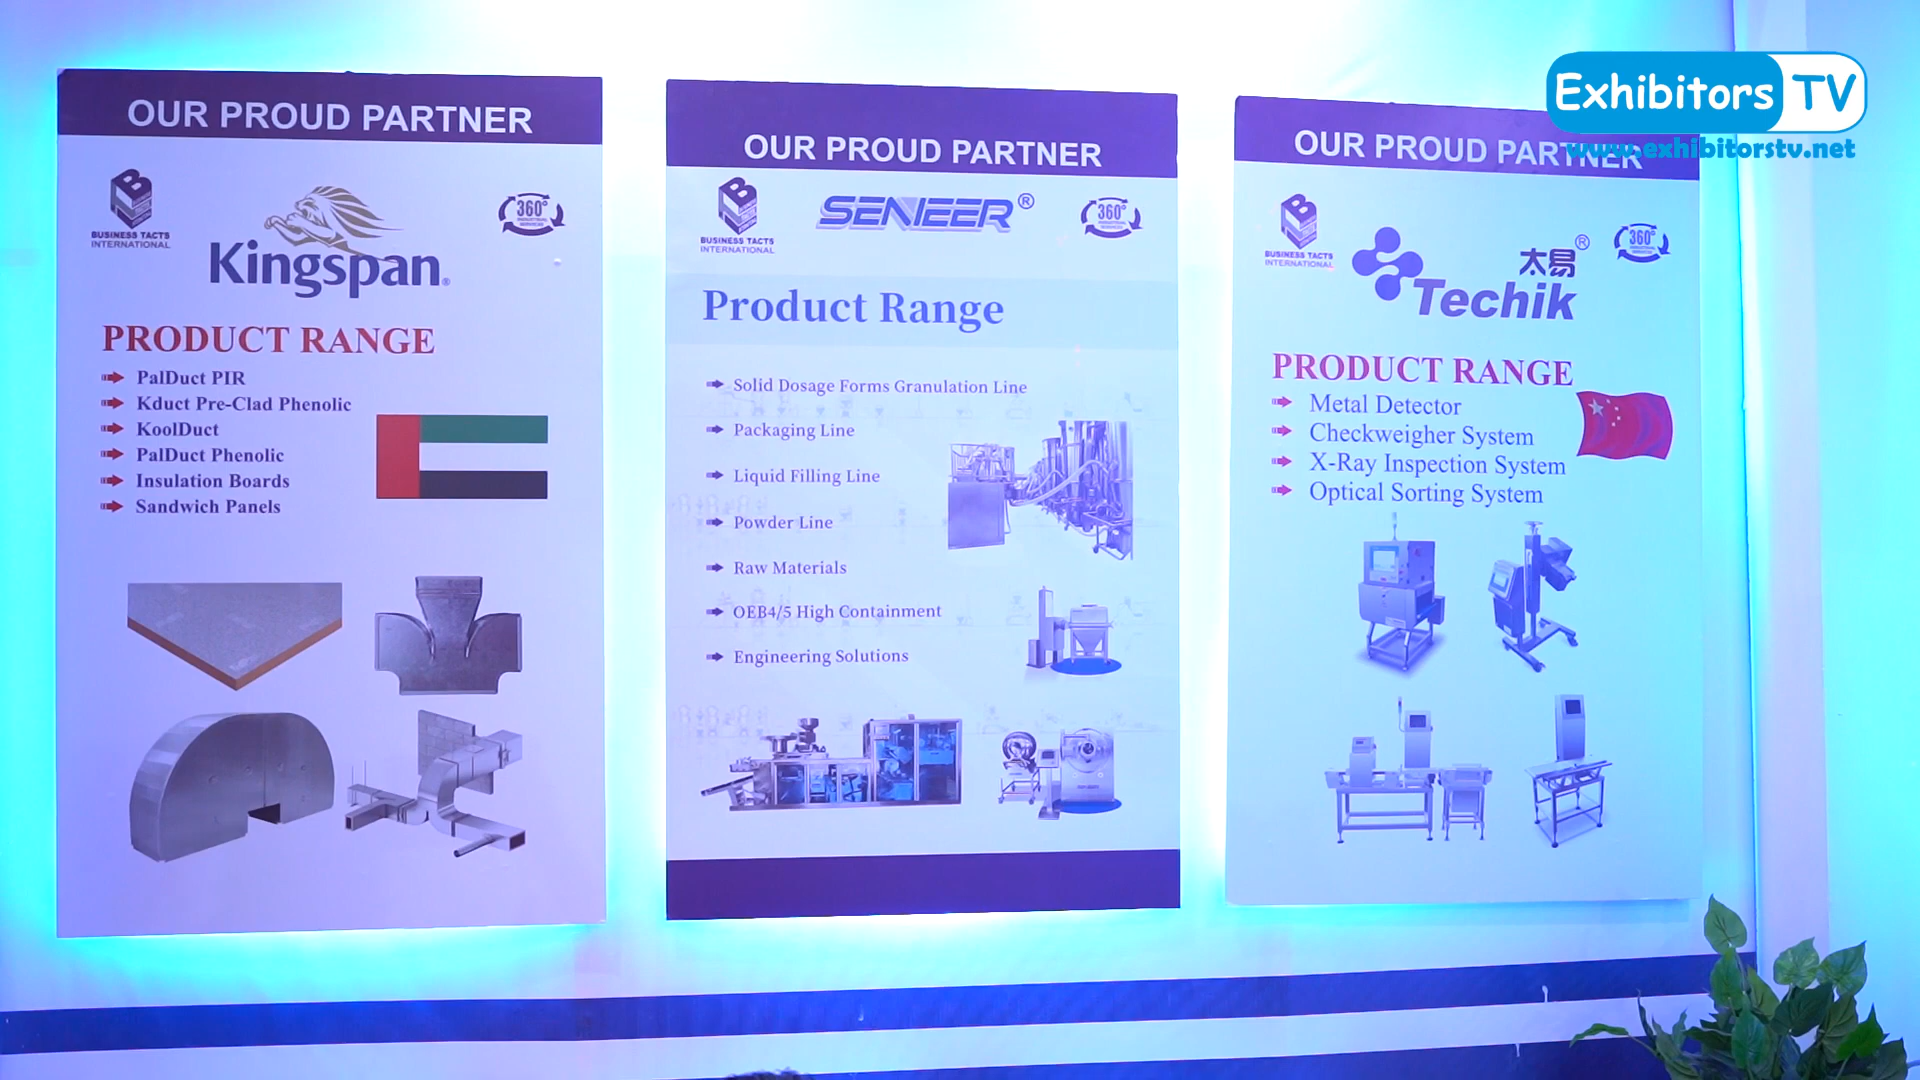 Exhibitors TV
www.exhibitorstv.net
OUR PROUD PARTNER
BUSINESS TACTS
INTERNATIONAL
Kingspan®
360°
PRODUCT RANGE
PalDuct PIR
Kduct Pre-Clad Phenolic
KoolDuct
PalDuct Phenolic
Insulation Boards
Sandwich Panels
OUR PROUD PARTNER
BUSINESS TACTS
INTERNATIONAL
SENIEER®
360°
Product Range
Solid Dosage Forms Granulation Line
Packaging Line
Liquid Filling Line
Powder Line
Raw Materials
OEB4/5 High Containment
Engineering Solutions
OUR PROUD PARTNER
BUSINESS TACTS
INTERNATIONAL
太易®
Techik
360°
PRODUCT RANGE
Metal Detector
Checkweigher System
X-Ray Inspection System
Optical Sorting System